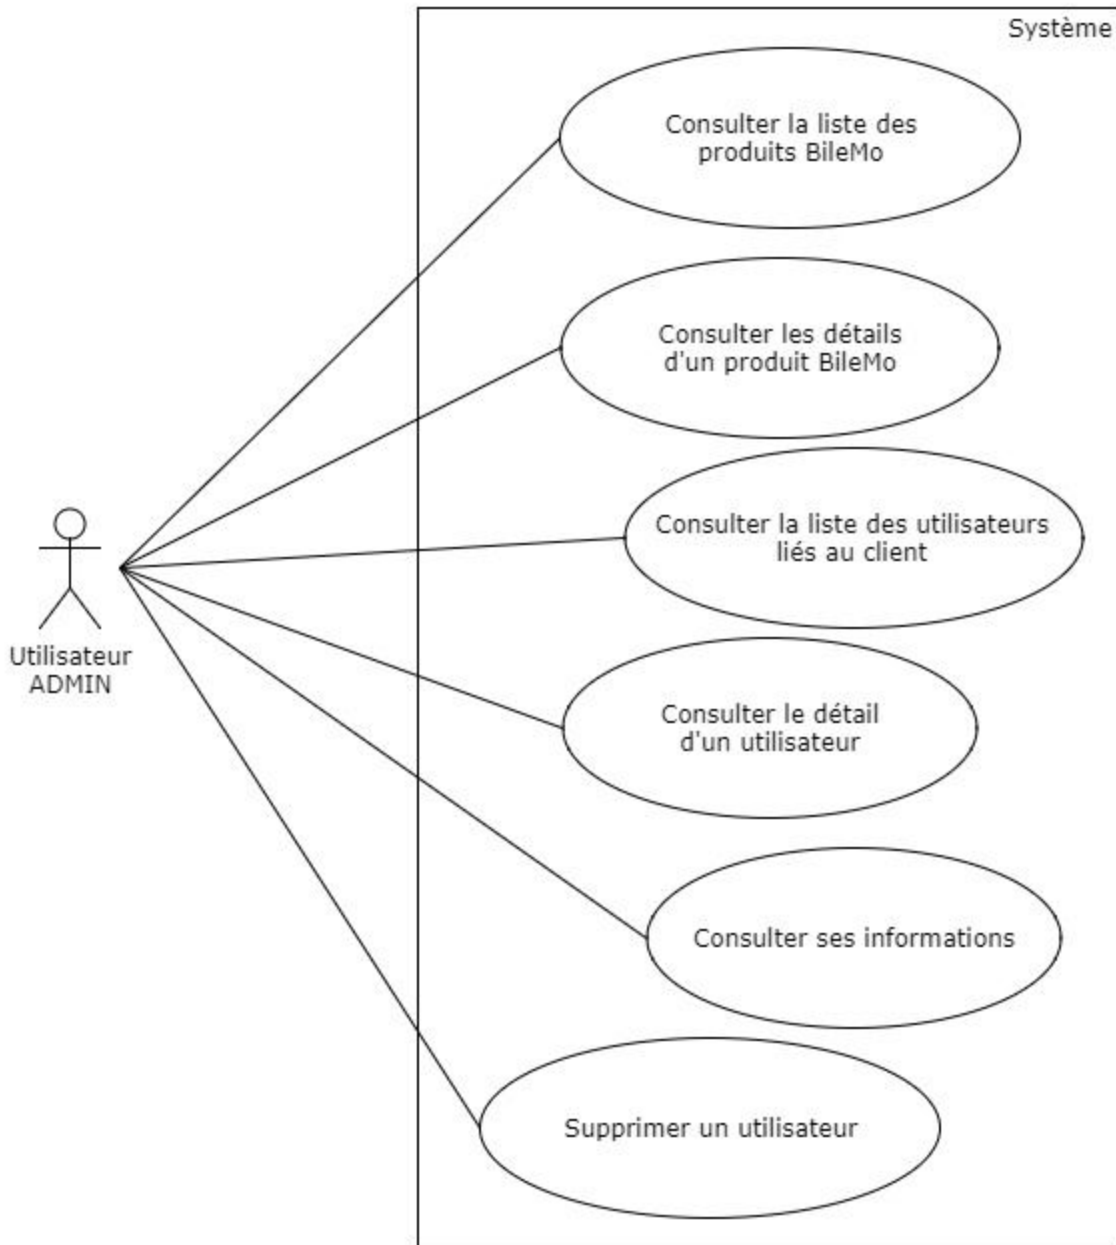 Système
Consulter la liste des
produits BileMo
Consulter les détails
d'un produit BileMo
Consulter la liste des utilisateurs
liés au client
Utilisateur
ADMIN
Consulter le détail
d'un utilisateur
Consulter ses informations
Supprimer un utilisateur